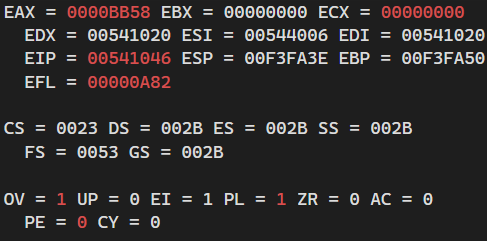 EAX = 0000BB58 EBX = 00000000 ECX = 00000000
EDX = 00541020 ESI = 00544006 EDI = 00541020
EIP = 00541046 ESP = 00F3FA3E EBP = 00F3FA50
EFL = 00000A82
CS = 0023 DS = 002B ES = 002B SS = 002B
FS = 0053 GS = 002B
OV = 1 UP = 0 EI = 1 PL = 1 ZR = 0 AC = 0
PE = 0 CY = 0